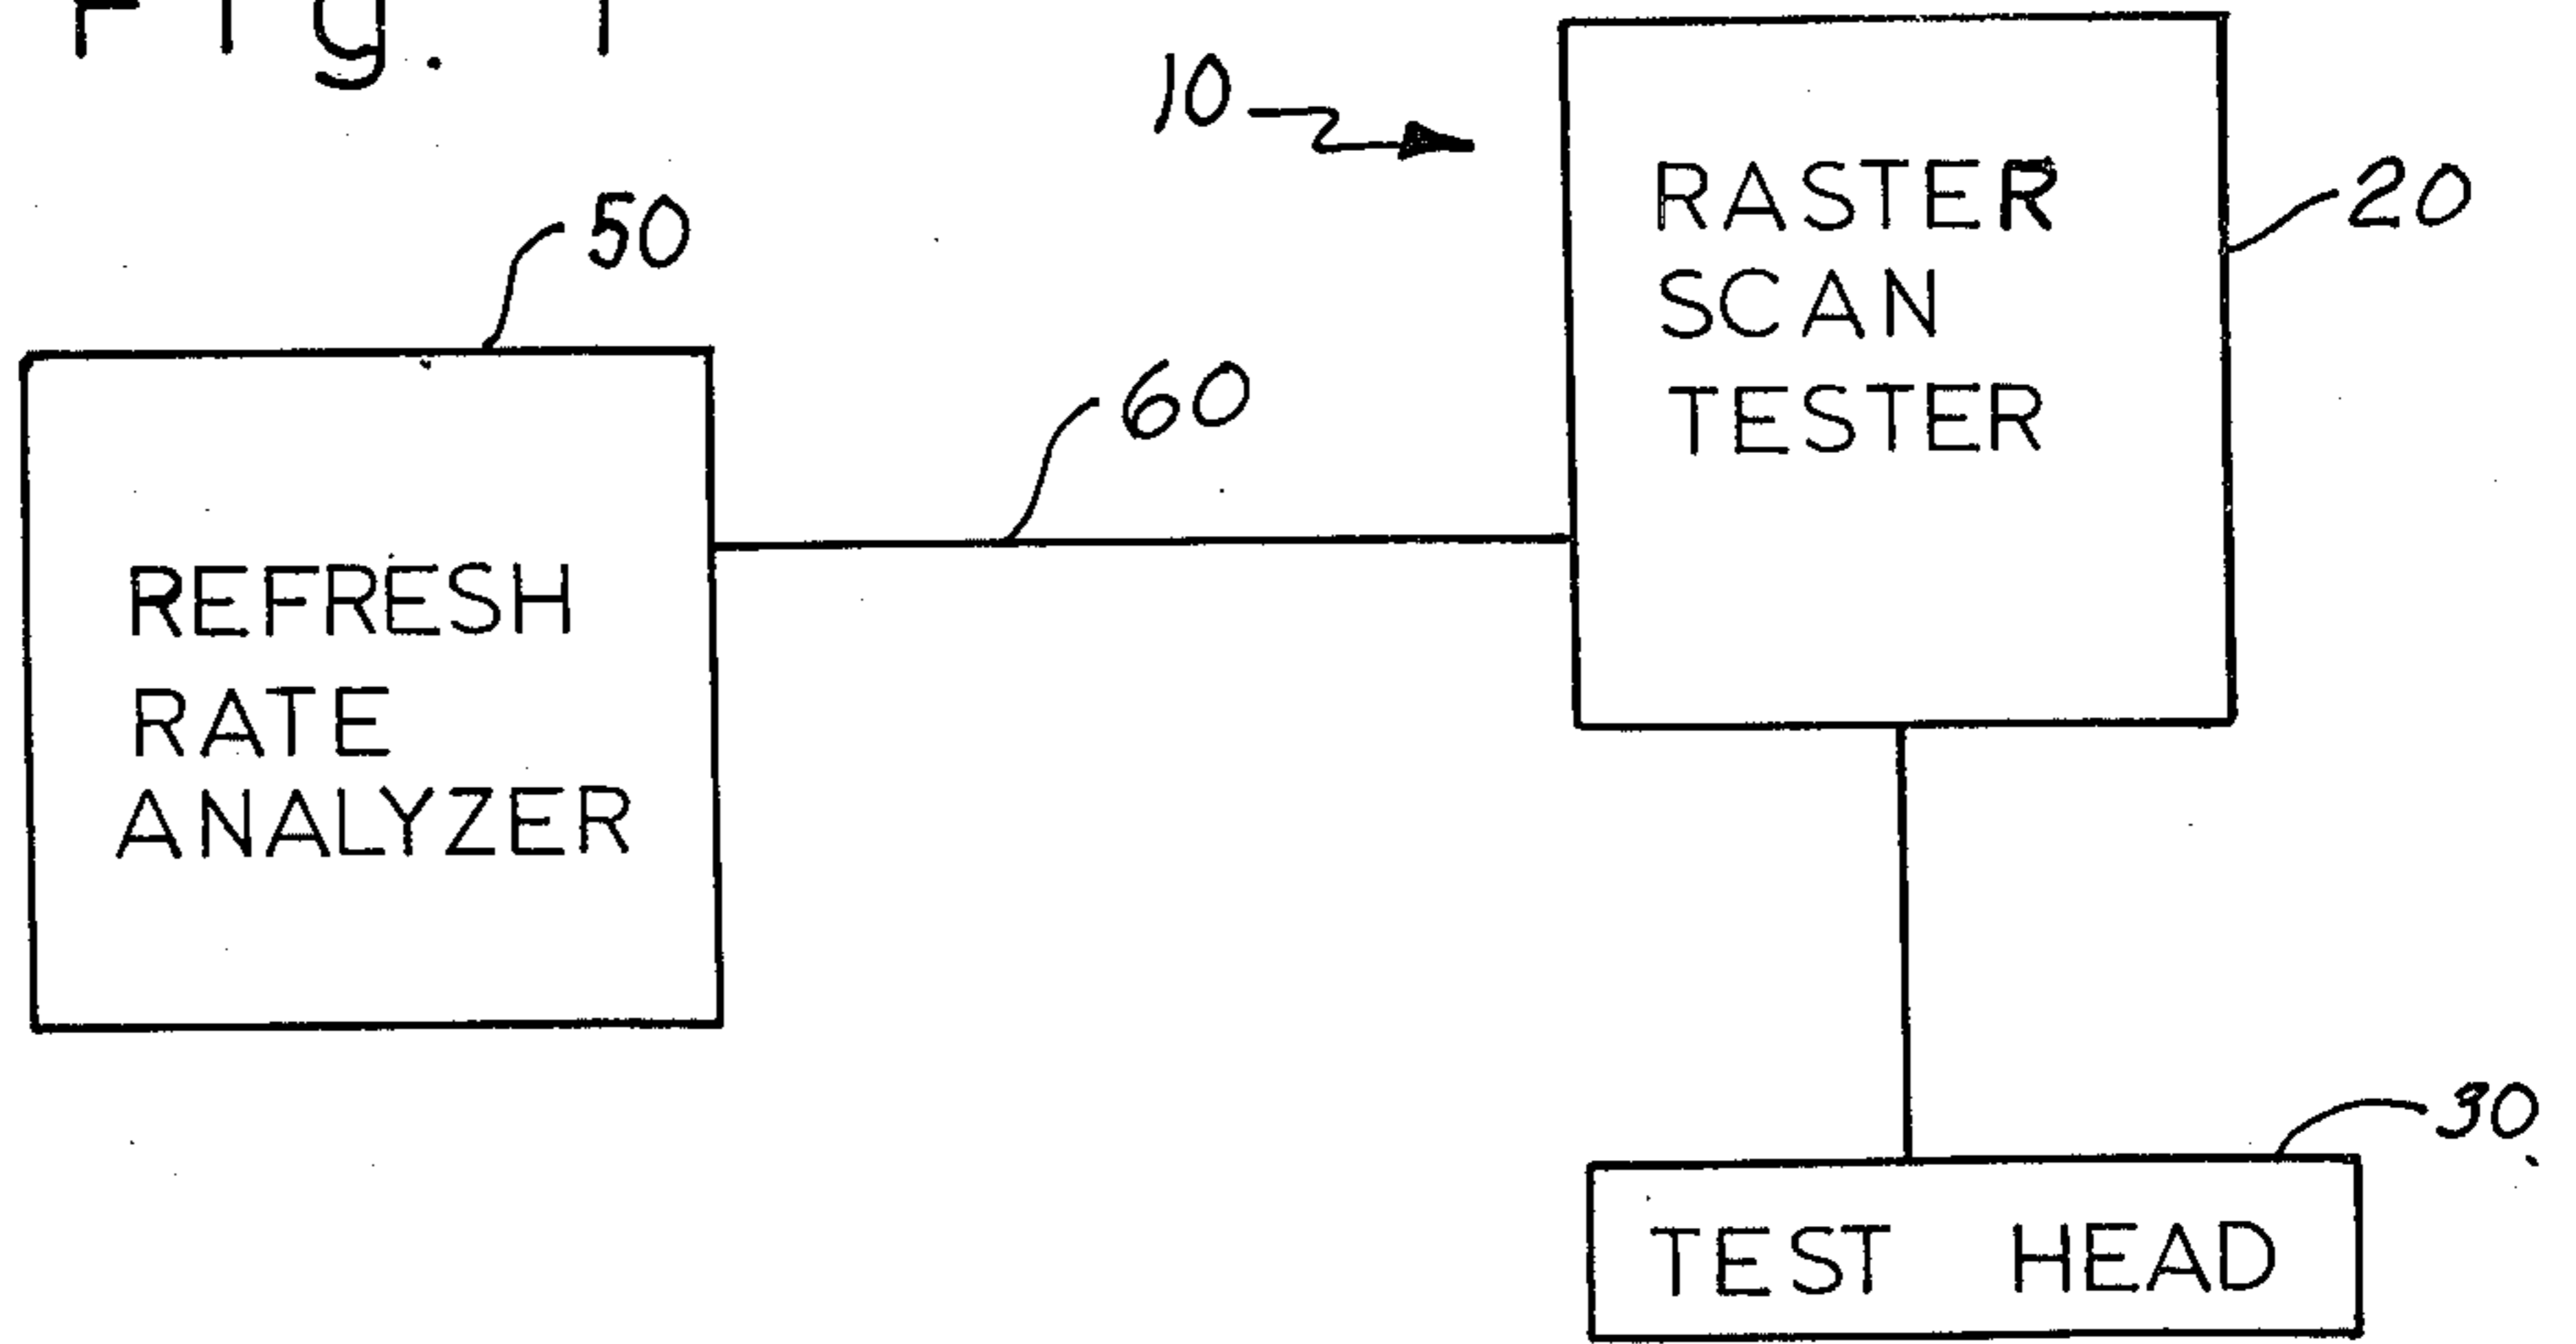 Fig. 1
10
RASTER
SCAN
TESTER
20
50
60
REFRESH
RATE
ANALYZER
30
TEST HEAD